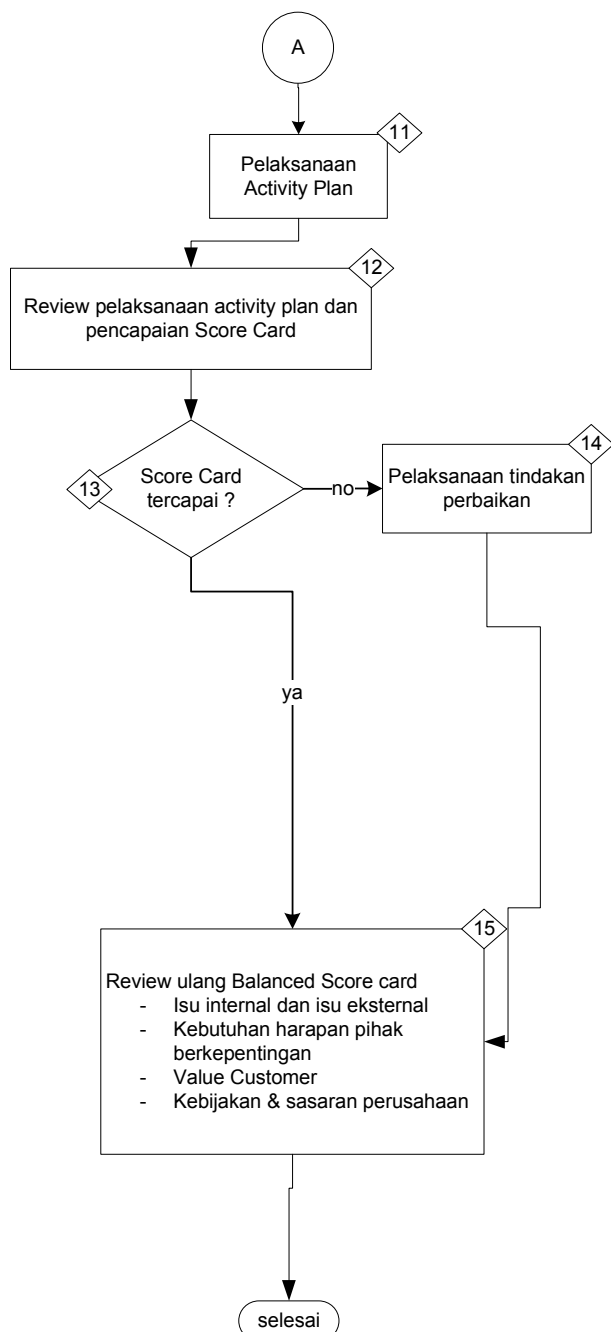 A
11
Pelaksanaan
Activity Plan
12
Review pelaksanaan activity plan dan
pencapaian Score Card
13
Score Card
tercapai ?
no
14
Pelaksanaan tindakan
perbaikan
ya
15
Review ulang Balanced Score card
- Isu internal dan isu eksternal
- Kebutuhan harapan pihak
berkepentingan
- Value Customer
- Kebijakan & sasaran perusahaan
selesai